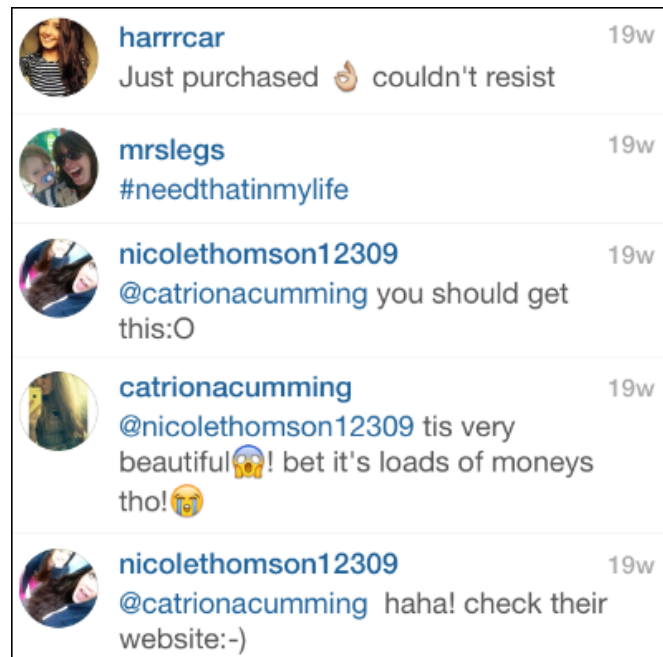 harrrcar 19w
Just purchased 👌🏼 couldn't resist
mrslegs 19w
#needthatinmylife
nicolethomson12309 19w
@catrionacumming you should get
this:O
catrionacumming 19w
@nicolethomson12309 tis very
beautiful😱! bet it's loads of moneys
tho!😭
nicolethomson12309 19w
@catrionacumming  haha! check their
website:-)